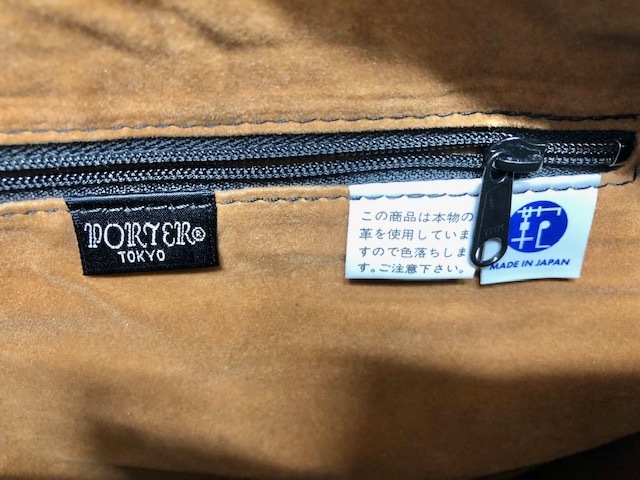 PORTER®
TOKYO
この商品は本物の
革を使用していま
すので色落ちしま
す。ご注意下さい。
MADE IN JAPAN